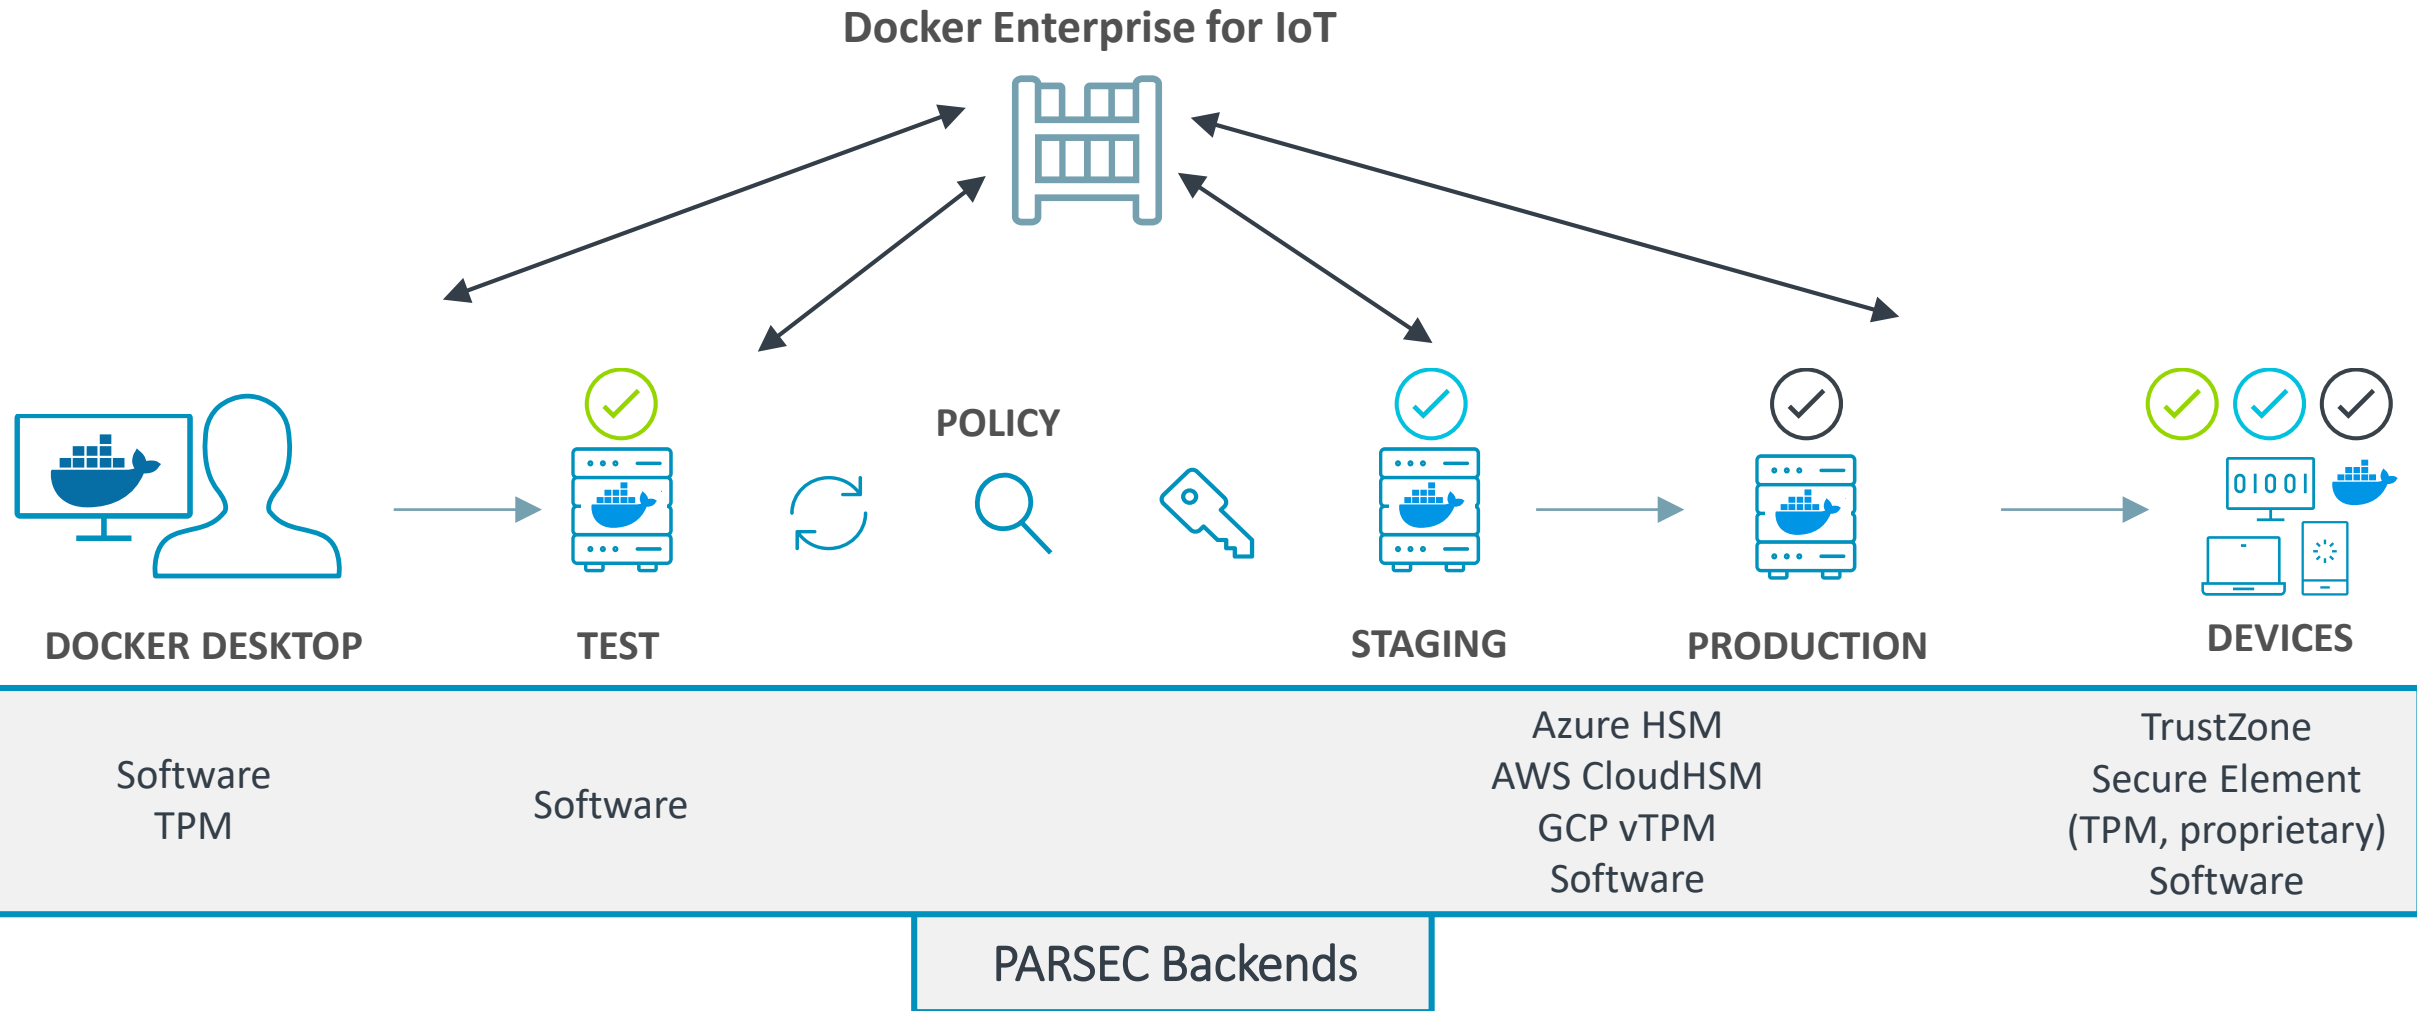 Docker Enterprise for IoT
POLICY
01001
DOCKER DESKTOP
TEST
STAGING
PRODUCTION
DEVICES
Software
TPM
Software
Azure HSM
AWS CloudHSM
GCP vTPM
Software
TrustZone
Secure Element
(TPM, proprietary)
Software
PARSEC Backends